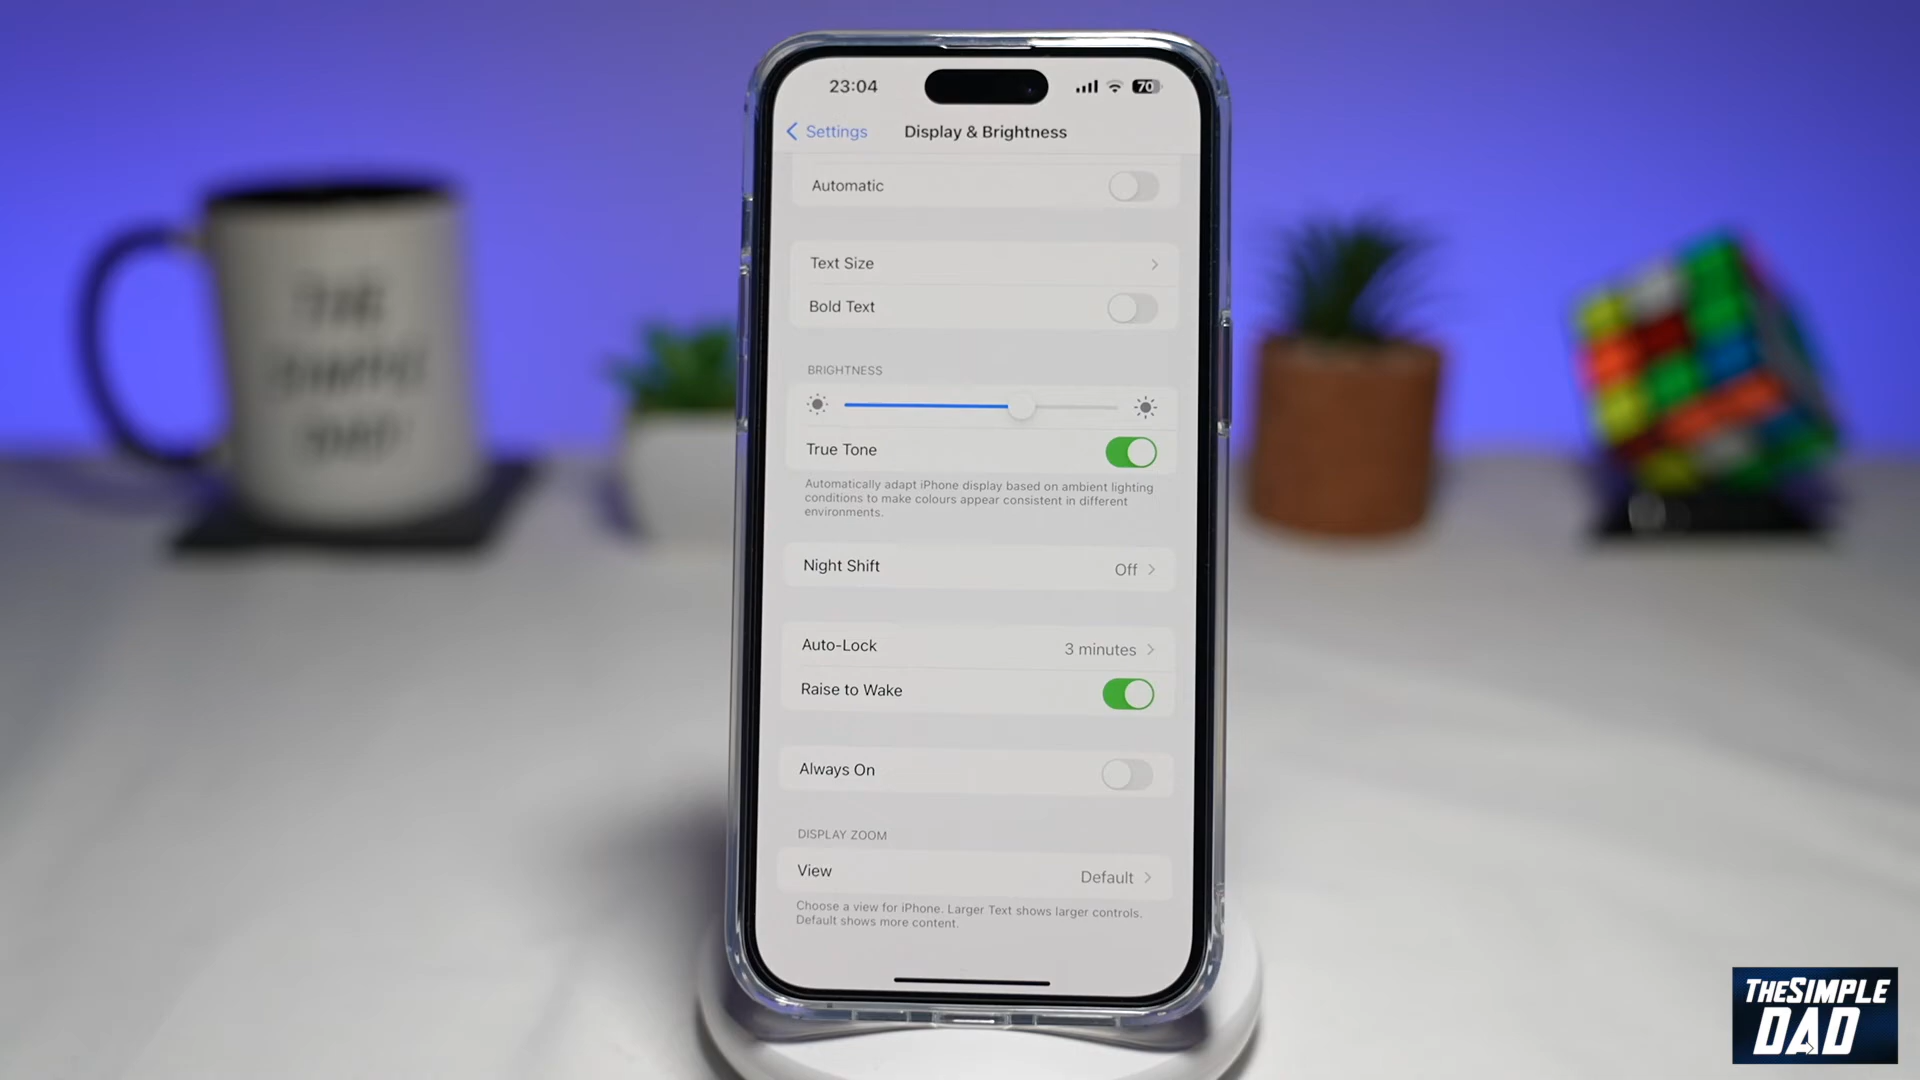 23:04
70
Settings
Display & Brightness
Automatic
Text Size
Bold Text
BRIGHTNESS
True Tone
Automatically adapt iPhone display based on ambient lighting
conditions to make colours appear consistent in different
environments.
Night Shift
Off
Auto-Lock
3 minutes
Raise to Wake
Always On
DISPLAY ZOOM
View
Default
Choose a view for iPhone. Larger Text shows larger controls.
Default shows more content.
THE
SIMPLE
DAD
THESIMPLE
DAD